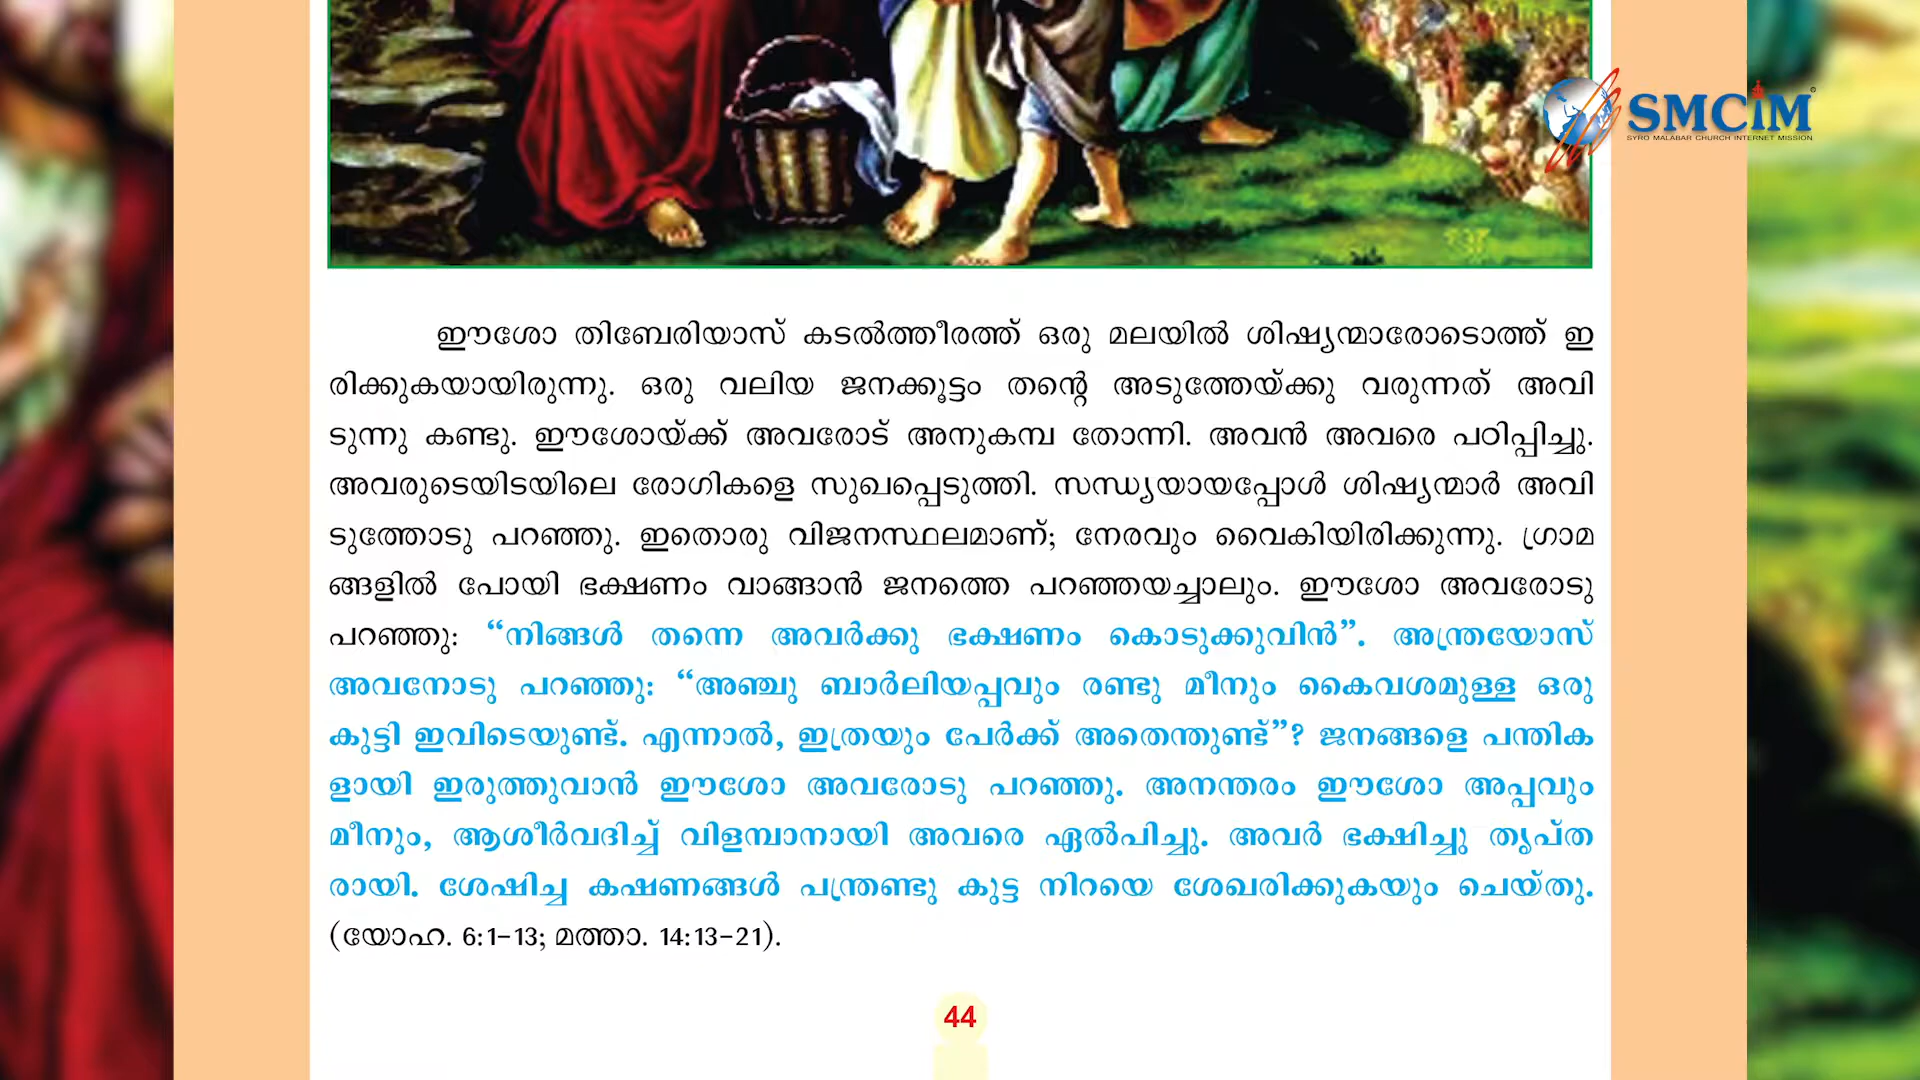 SMCIM
SYRO MALABAR CHURCH INTERNET MISSION
ഈശോ തിബേരിയാസ് കടൽത്തീരത്ത് ഒരു മലയിൽ ശിഷ്യന്മാരോടൊത്ത് ഇ
രിക്കുകയായിരുന്നു. ഒരു വലിയ ജനക്കൂട്ടം തന്റെ അടുത്തേയ്ക്കു വരുന്നത് അവി
ടുന്നു കണ്ടു. ഈശോയ്ക്ക് അവരോട് അനുകമ്പ തോന്നി. അവൻ അവരെ പഠിപ്പിച്ചു.
അവരുടെയിടയിലെ രോഗികളെ സുഖപ്പെടുത്തി. സന്ധ്യയായപ്പോൾ ശിഷ്യന്മാർ അവി
ടുത്തോടു പറഞ്ഞു. ഇതൊരു വിജനസ്ഥലമാണ്; നേരവും വൈകിയിരിക്കുന്നു. ഗ്രാമ
ങ്ങളിൽ പോയി ഭക്ഷണം വാങ്ങാൻ ജനത്തെ പറഞ്ഞയച്ചാലും. ഈശോ അവരോടു
പറഞ്ഞു: “നിങ്ങൾ തന്നെ അവർക്കു ഭക്ഷണം കൊടുക്കുവിൻ”. അന്ത്രയോസ്
അവനോടു പറഞ്ഞു: “അഞ്ചു ബാർലിയപ്പവും രണ്ടു മീനും കൈവശമുള്ള ഒരു
കുട്ടി ഇവിടെയുണ്ട്. എന്നാൽ, ഇത്രയും പേർക്ക് അതെന്തുണ്ട്”? ജനങ്ങളെ പന്തിക
ളായി ഇരുത്തുവാൻ ഈശോ അവരോടു പറഞ്ഞു. അനന്തരം ഈശോ അപ്പവും
മീനും, ആശീർവദിച്ച് വിളമ്പാനായി അവരെ ഏൽപിച്ചു. അവർ ഭക്ഷിച്ചു തൃപ്ത
രായി. ശേഷിച്ച കഷണങ്ങൾ പന്ത്രണ്ടു കുട്ട നിറയെ ശേഖരിക്കുകയും ചെയ്തു.
(യോഹ. 6:1-13; മത്താ. 14:13-21).
44